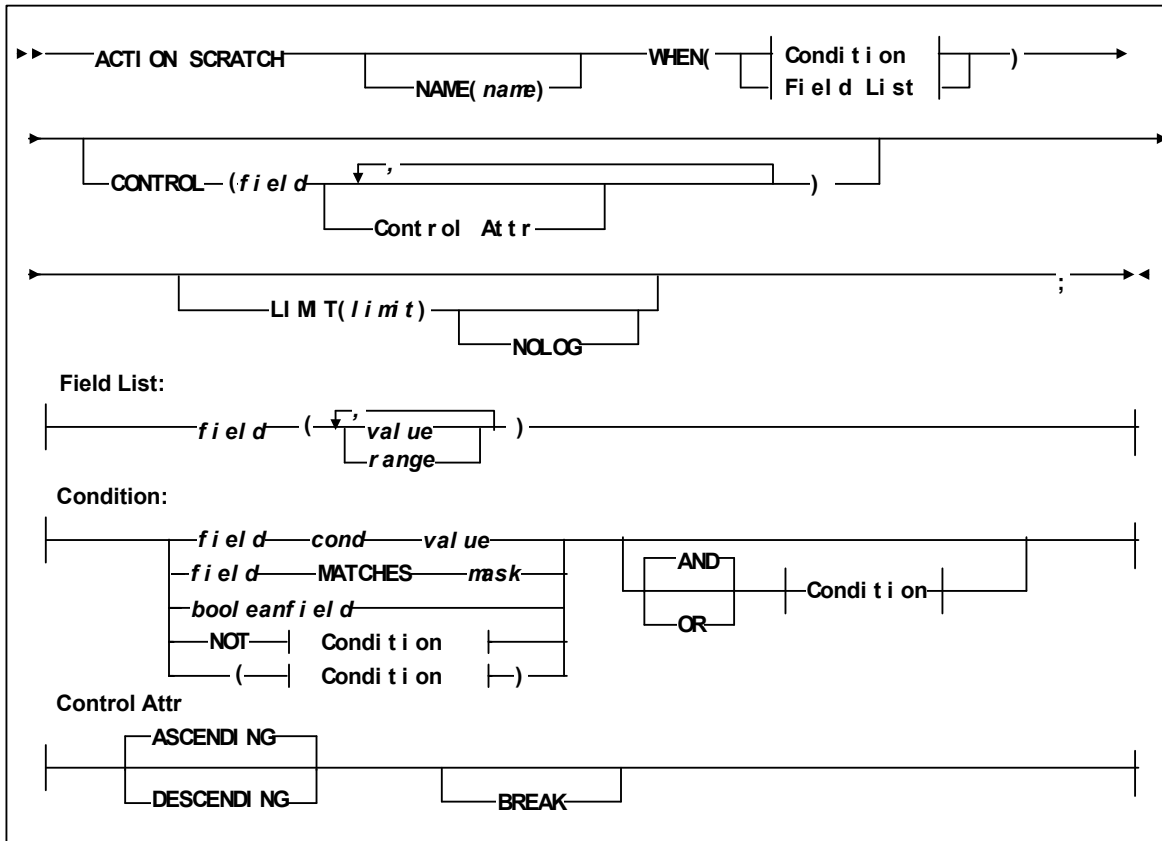 ACTION SCRATCH NAME(name) WHEN( Condition Field List )
CONTROL (field , Control Attr )
LIMIT(limit) NOLOG ;
Field List:
field ( , value range )
Condition:
field cond value
field MATCHES mask
booleanfield
NOT Condition
( Condition )
AND
OR
Condition
Control Attr
ASCENDING
DESCENDING
BREAK